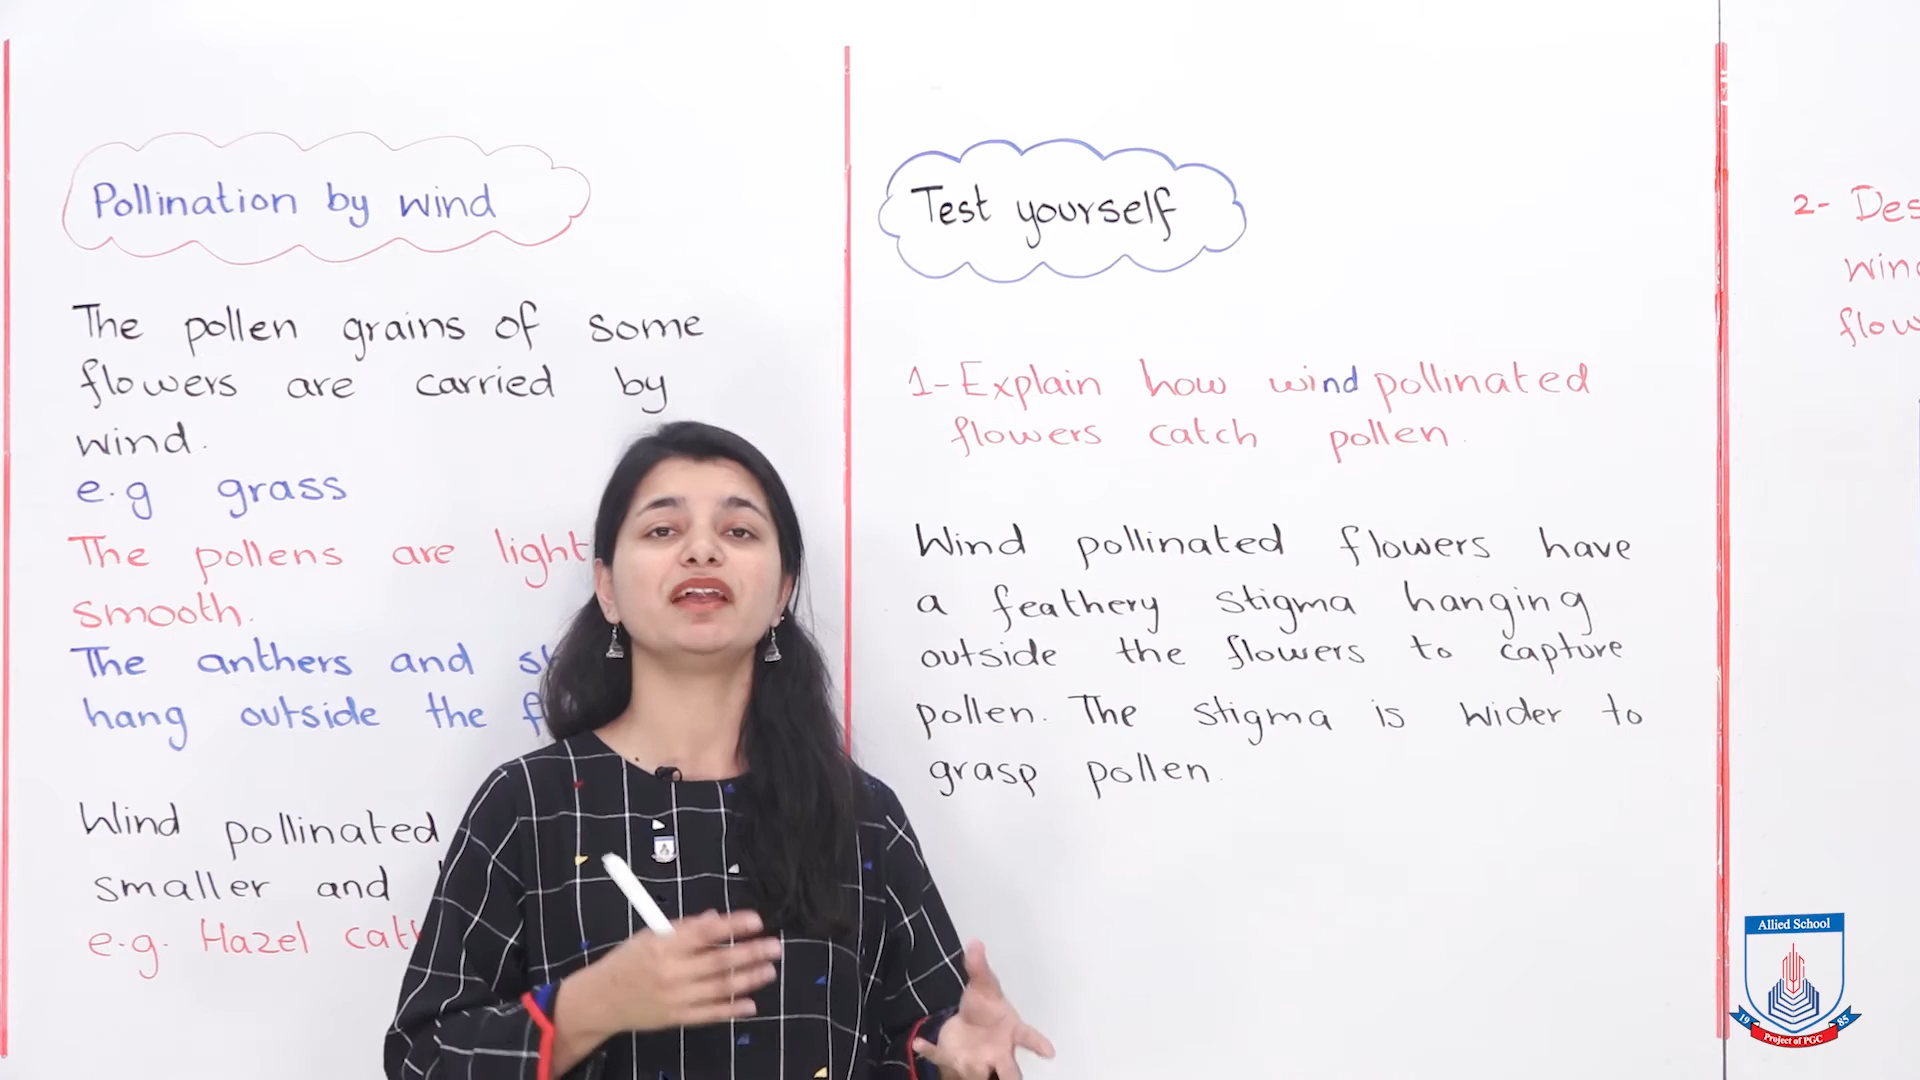 Pollination by wind
The pollen grains of some
flowers are carried by
wind.
e.g grass
The pollens are light
smooth.
The anthers and
hang outside the
Wind pollinated
smaller and
e.g. Hazel
Test yourself
1- Explain how wind pollinated
flowers catch pollen.
Wind pollinated flowers have
a feathery stigma hanging
outside the flowers to capture
pollen. The stigma is wider to
grasp pollen.
2-
Allied School
19 85
Project of PGC